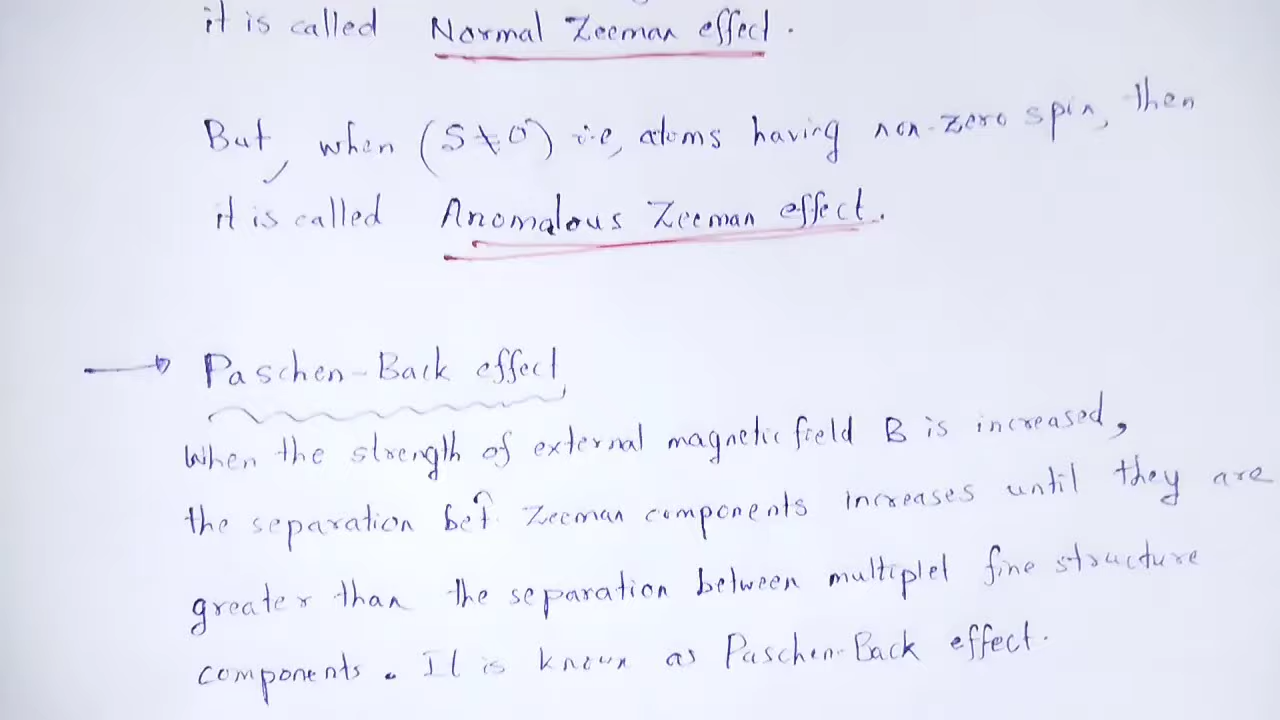 it is called Normal Zeeman effect.
But, when (S≠0) i.e, atoms having non-zero spin, then
it is called Anomalous Zeeman effect.
→ Paschen-Back effect
When the strength of external magnetic field B is increased,
the separation betn. Zeeman components increases until they are
greater than the separation between multiplet fine structure
components. It is known as Paschen-Back effect.